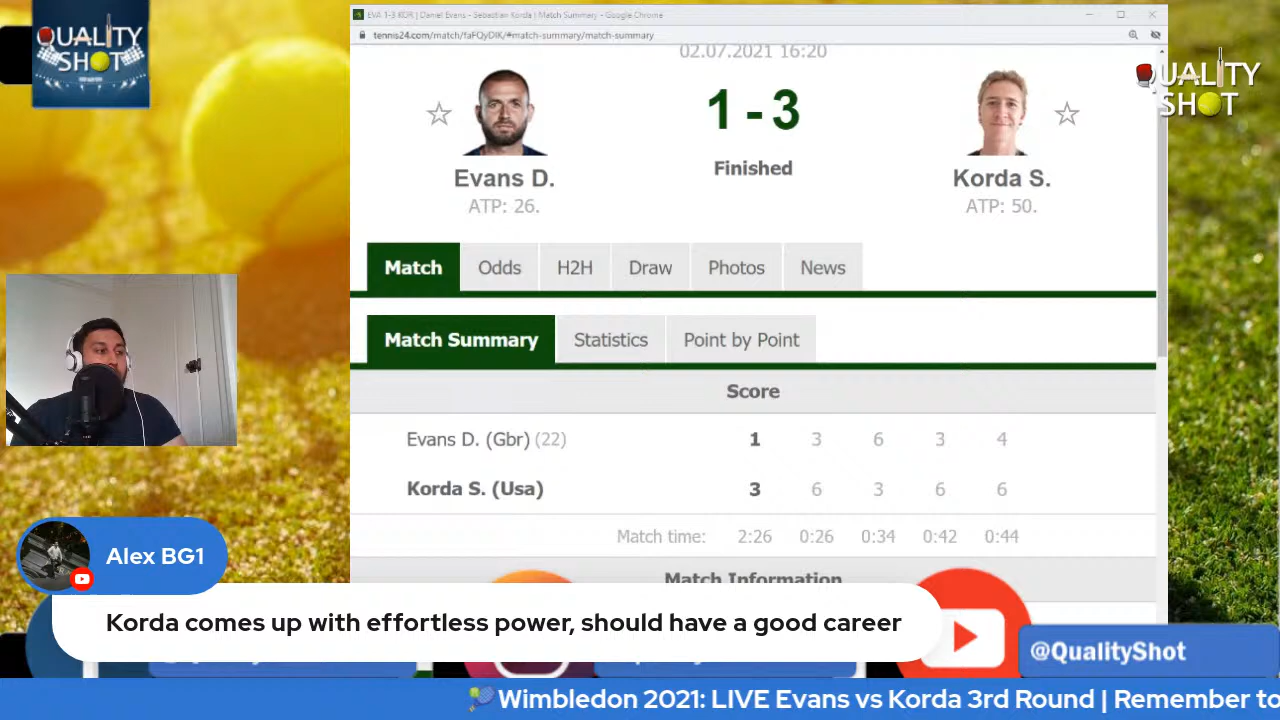 EVA 1-3 KOR | Daniel Evans - Sebastian Korda | Match Summary - Google Chrome
tennis24.com/match/faFQyDIK/#match-summary/match-summary
QUALITY
SHOT
QUALITY
SHOT
02.07.2021 16:20
1 - 3
Finished
Evans D.
ATP: 26.
Korda S.
ATP: 50.
Match Odds H2H Draw Photos News
Match Summary Statistics Point by Point
Score
Evans D. (Gbr) (22) 1 3 6 3 4
Korda S. (Usa) 3 6 3 6 6
Match time: 2:26 0:26 0:34 0:42 0:44
Match Information
Alex BG1
Korda comes up with effortless power, should have a good career
@QualityShot
Wimbledon 2021: LIVE Evans vs Korda 3rd Round | Remember to